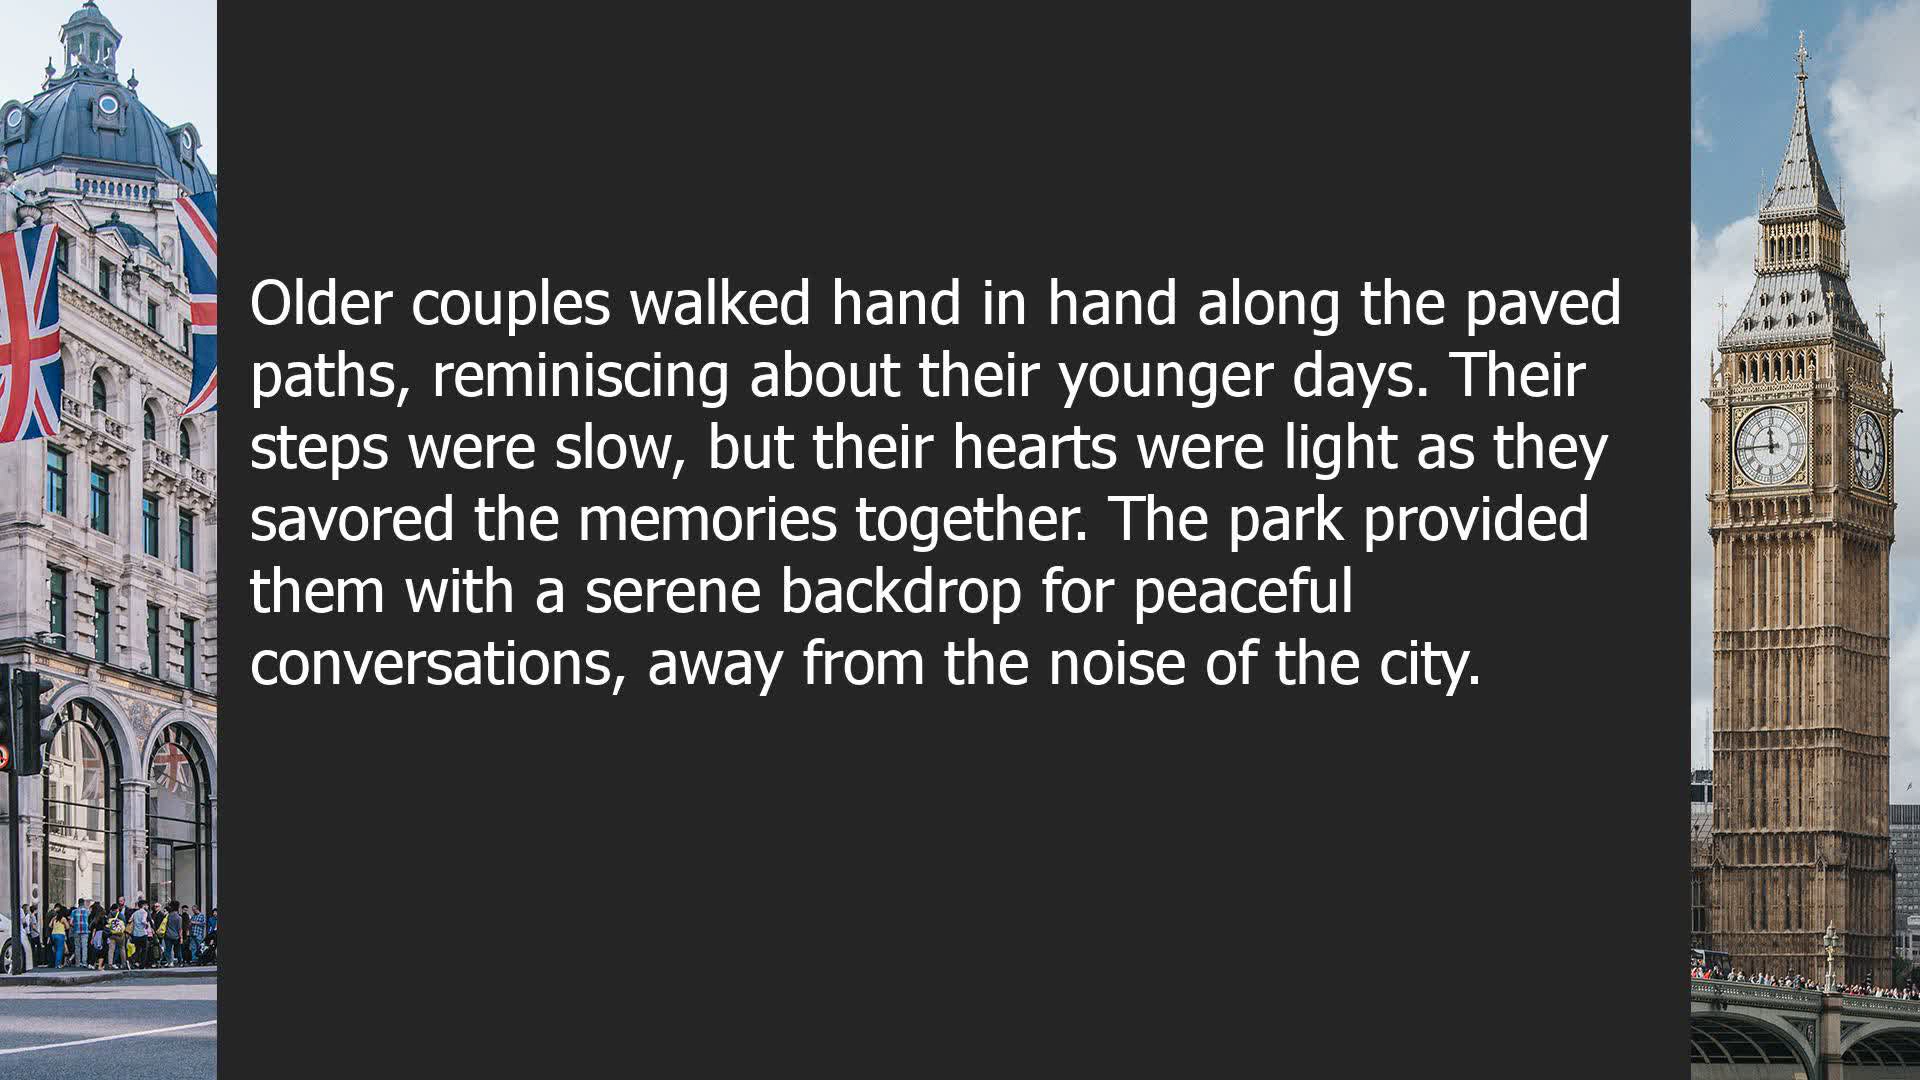 Older couples walked hand in hand along the paved
paths, reminiscing about their younger days. Their
steps were slow, but their hearts were light as they
savored the memories together. The park provided
them with a serene backdrop for peaceful
conversations, away from the noise of the city.